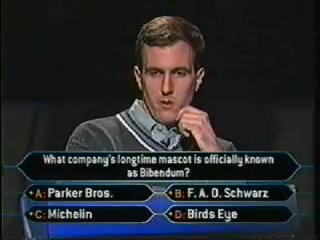 What company's longtime mascot is officially known
as Bibendum?
A: Parker Bros.
B: F. A. O. Schwarz
C: Michelin
D: Birds Eye